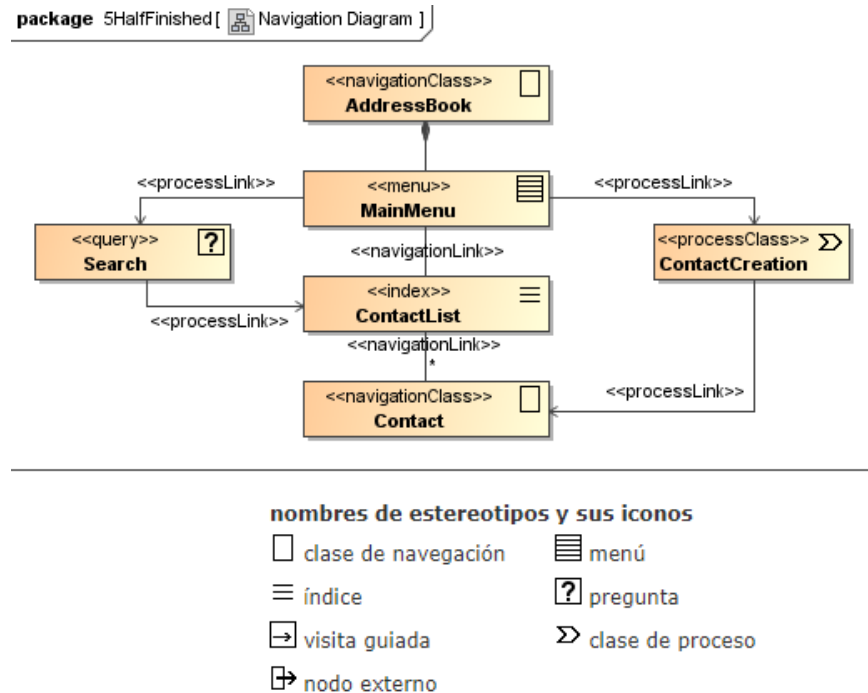 package 5HalfFinished [ Navigation Diagram ]
<<navigationClass>>
AddressBook
<<processLink>>
<<menu>>
MainMenu
<<processLink>>
<<query>>
Search
?
<<navigationLink>>
<<processClass>>
ContactCreation
<<index>>
ContactList
<<processLink>>
<<navigationLink>>
*
<<navigationClass>>
Contact
<<processLink>>
nombres de estereotipos y sus iconos
clase de navegación
menú
índice
? pregunta
visita guiada
clase de proceso
nodo externo